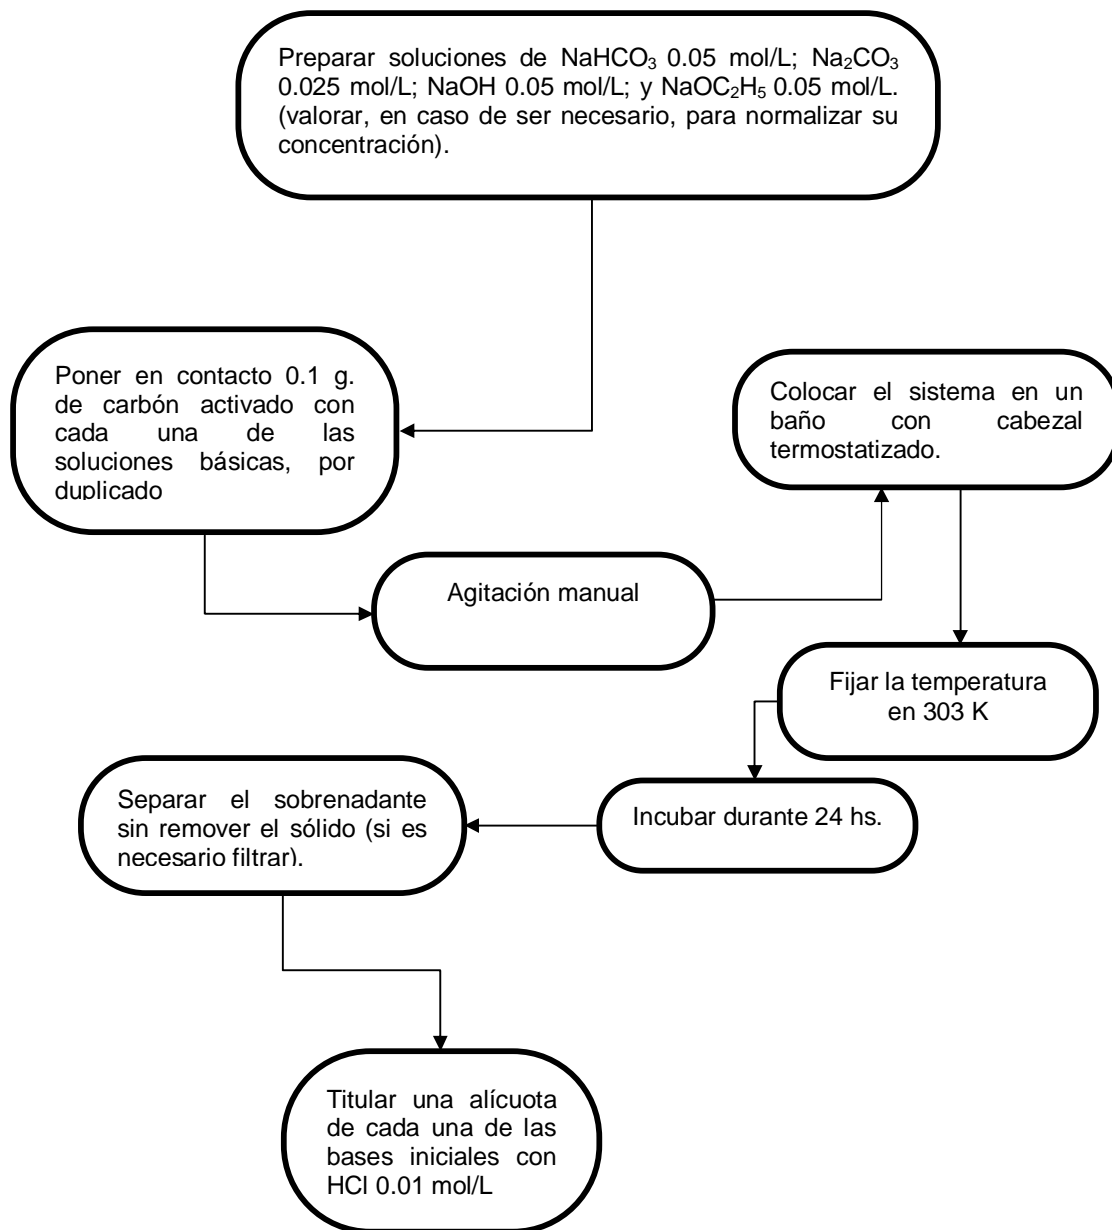 Preparar soluciones de NaHCO₃ 0.05 mol/L; Na₂CO₃
0.025 mol/L; NaOH 0.05 mol/L; y NaOC₂H₅ 0.05 mol/L.
(valorar, en caso de ser necesario, para normalizar su
concentración).
Poner en contacto 0.1 g.
de carbón activado con
cada una de las
soluciones básicas, por
duplicado
Agitación manual
Colocar el sistema en un
baño con cabezal
termostatizado.
Fijar la temperatura
en 303 K
Incubar durante 24 hs.
Separar el sobrenadante
sin remover el sólido (si es
necesario filtrar).
Titular una alícuota
de cada una de las
bases iniciales con
HCl 0.01 mol/L